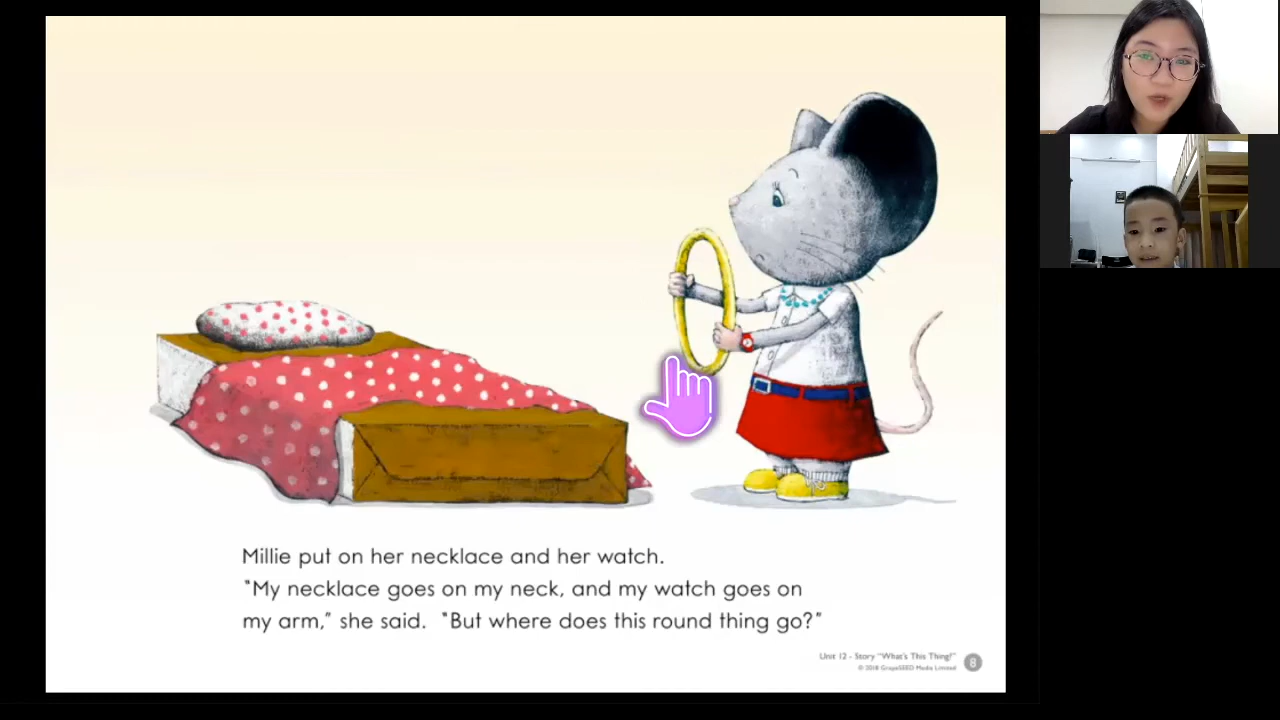 Millie put on her necklace and her watch.
"My necklace goes on my neck, and my watch goes on
my arm," she said. "But where does this round thing go?"
Unit 12 - Story "What's This Thing?"
© 2018 GrapeSEED Media Limited
8